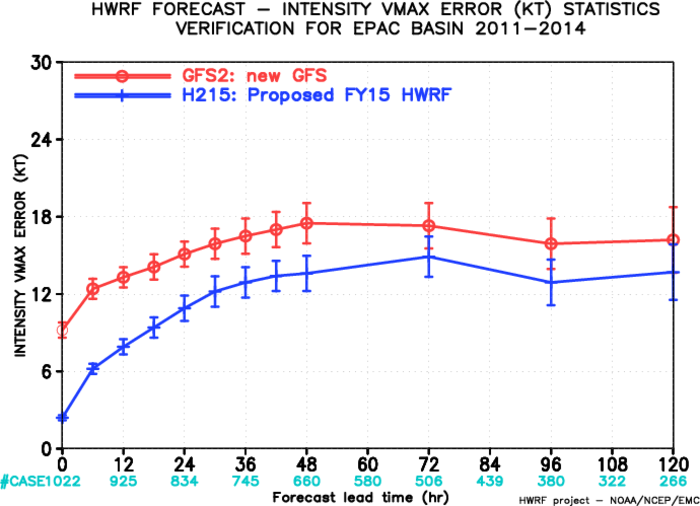 HWRF FORECAST – INTENSITY VMAX ERROR (KT) STATISTICS
VERIFICATION FOR EPAC BASIN 2011–2014
GFS2: new GFS
H215: Proposed FY15 HWRF
INTENSITY VMAX ERROR (KT)
30
24
18
12
6
0
0 12 24 36 48 60 72 84 96 108 120
#CASE1022 925 834 745 660 580 506 439 380 322 266
Forecast lead time (hr)
HWRF project – NOAA/NCEP/EMC